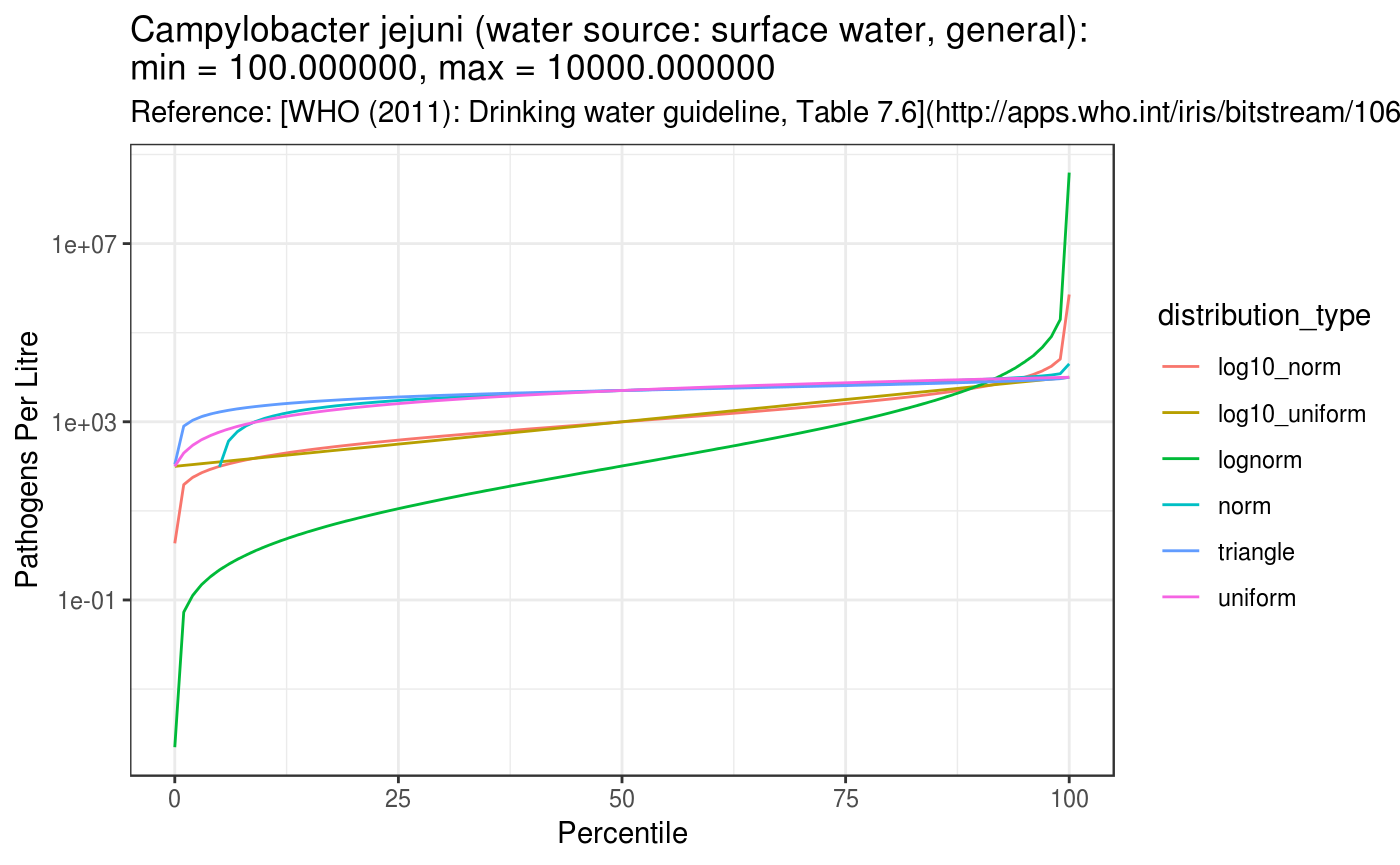 Campylobacter jejuni (water source: surface water, general):
min = 100.000000, max = 10000.000000
Reference: [WHO (2011): Drinking water guideline, Table 7.6](http://apps.who.int/iris/bitstream/106
Pathogens Per Litre
1e+07
1e+03
1e-01
0 25 50 75 100
Percentile
distribution_type
log10_norm
log10_uniform
lognorm
norm
triangle
uniform